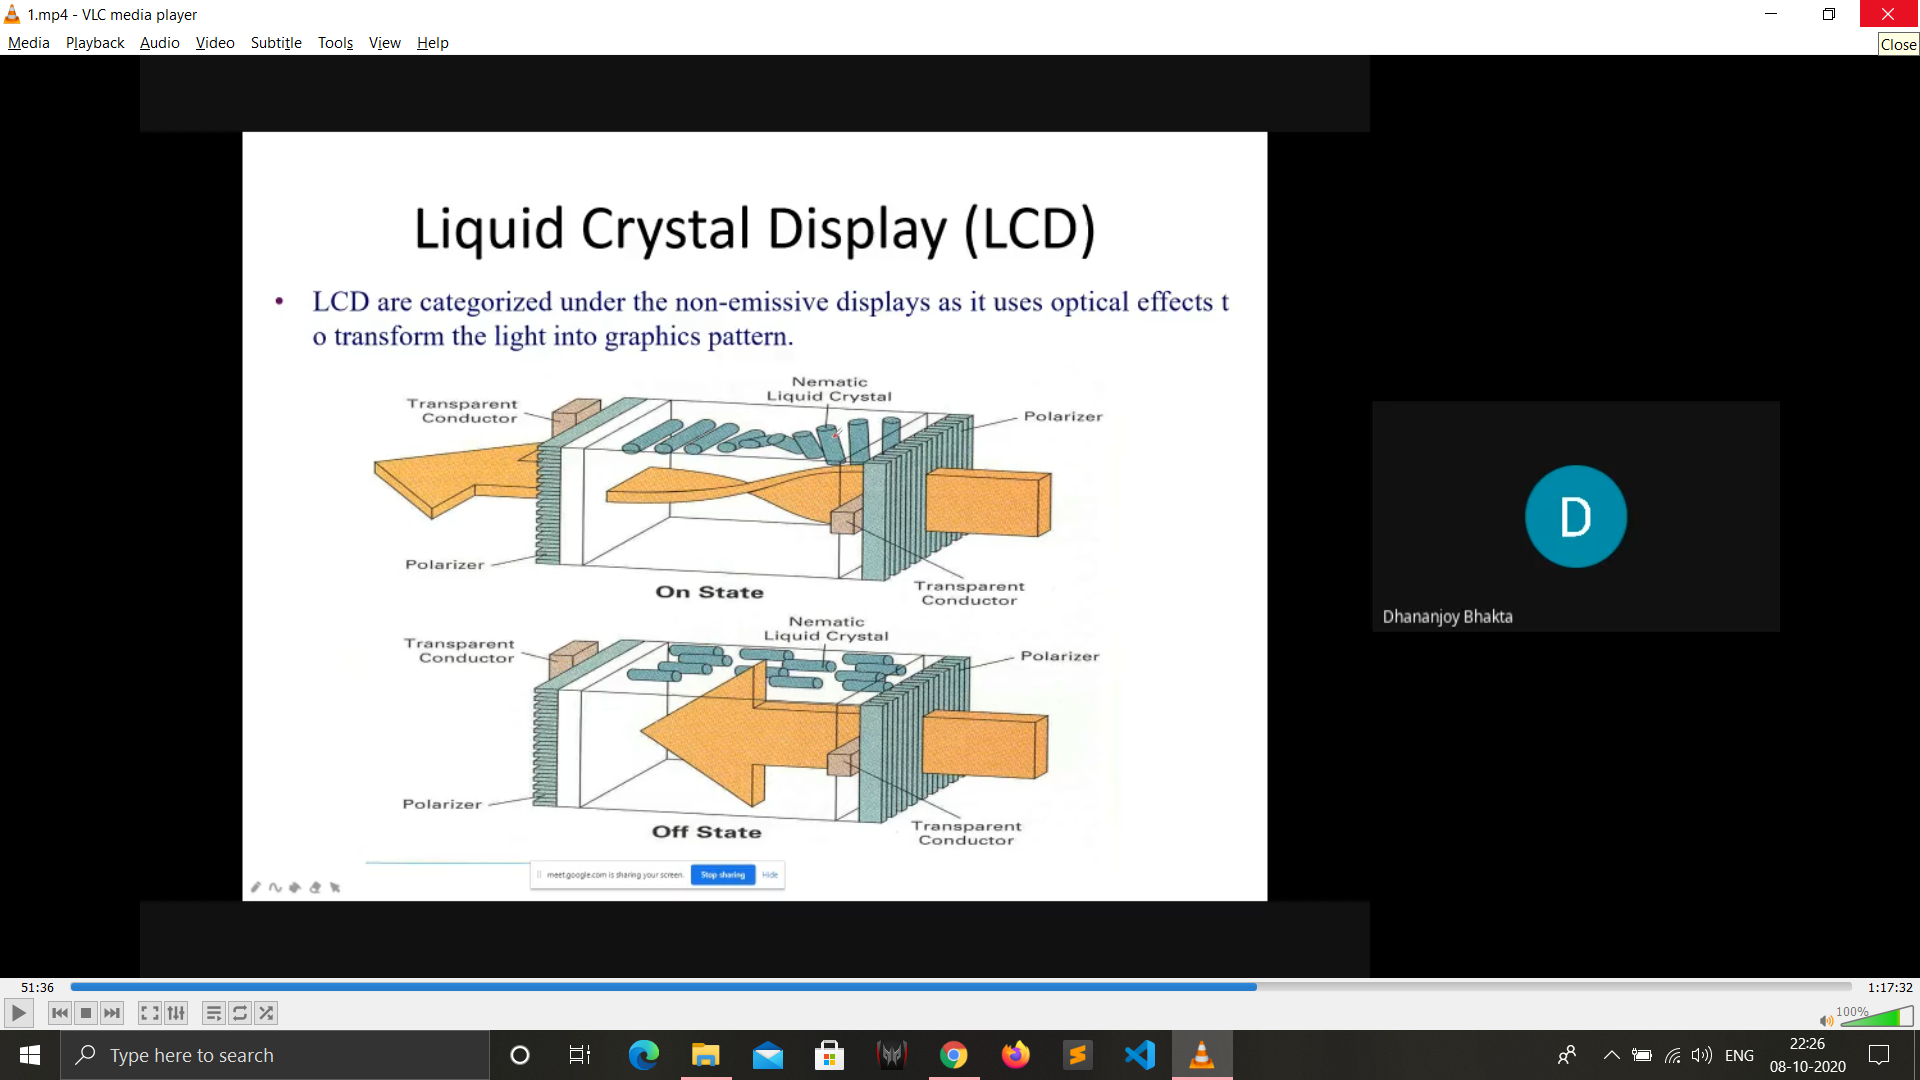 1.mp4 - VLC media player
Media Playback Audio Video Subtitle Tools View Help
Close
Liquid Crystal Display (LCD)
• LCD are categorized under the non-emissive displays as it uses optical effects t
o transform the light into graphics pattern.
Nematic
Liquid Crystal
Transparent
Conductor
Polarizer
Polarizer
On State
Transparent
Conductor
Nematic
Liquid Crystal
Transparent
Conductor
Polarizer
Polarizer
Off State
Transparent
Conductor
meet.google.com is sharing your screen. Stop sharing Hide
D
Dhananjoy Bhakta
51:36
1:17:32
100%
Type here to search
ENG
22:26
08-10-2020